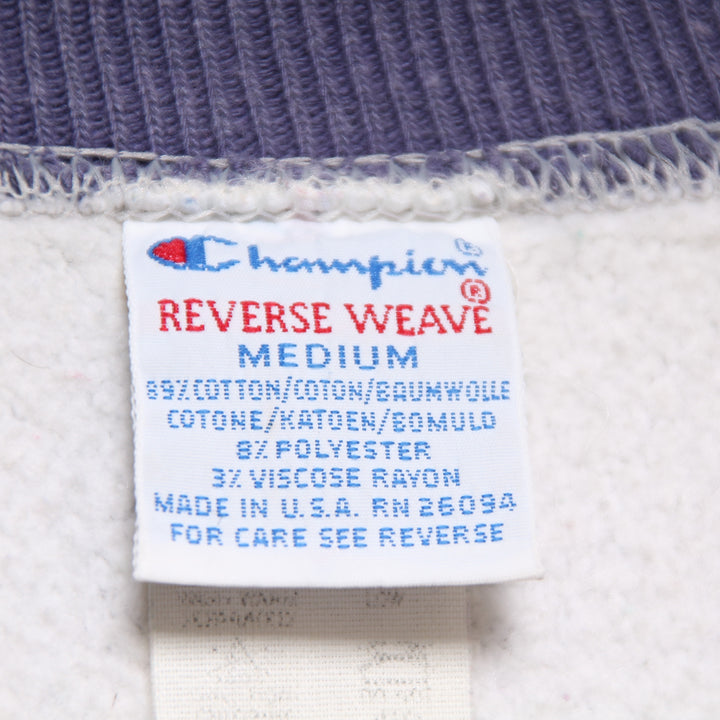 Champion®
REVERSE WEAVE®
MEDIUM
89% COTTON/COTON/BAUMWOLLE
COTONE/KATOEN/BOMULD
8% POLYESTER
3% VISCOSE RAYON
MADE IN U.S.A. RN 26094
FOR CARE SEE REVERSE